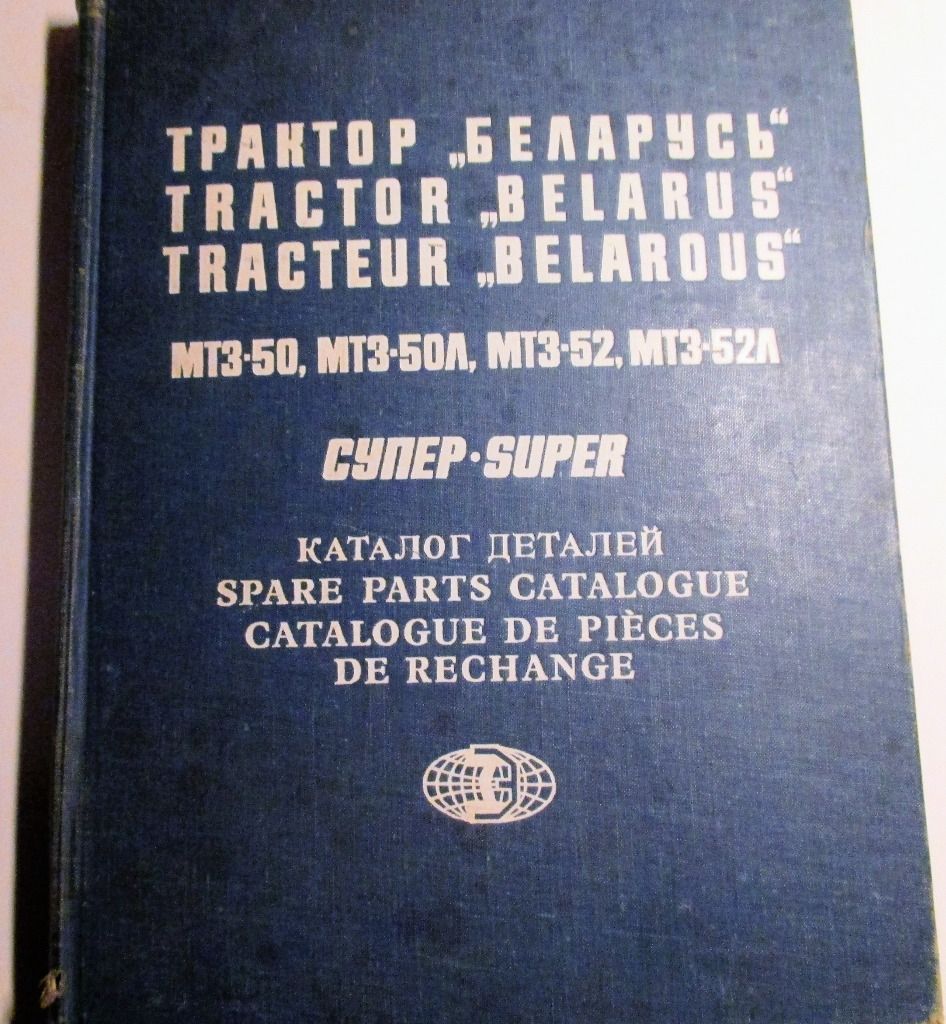 ТРАКТОР „БЕЛАРУСЬ“
TRACTOR „BELARUS“
TRACTEUR „BELAROUS“
МТЗ·50, МТЗ·50Л, МТЗ·52, МТЗ·52Л
СУПЕР·SUPER
КАТАЛОГ ДЕТАЛЕЙ
SPARE PARTS CATALOGUE
CATALOGUE DE PIÈCES
DE RECHANGE